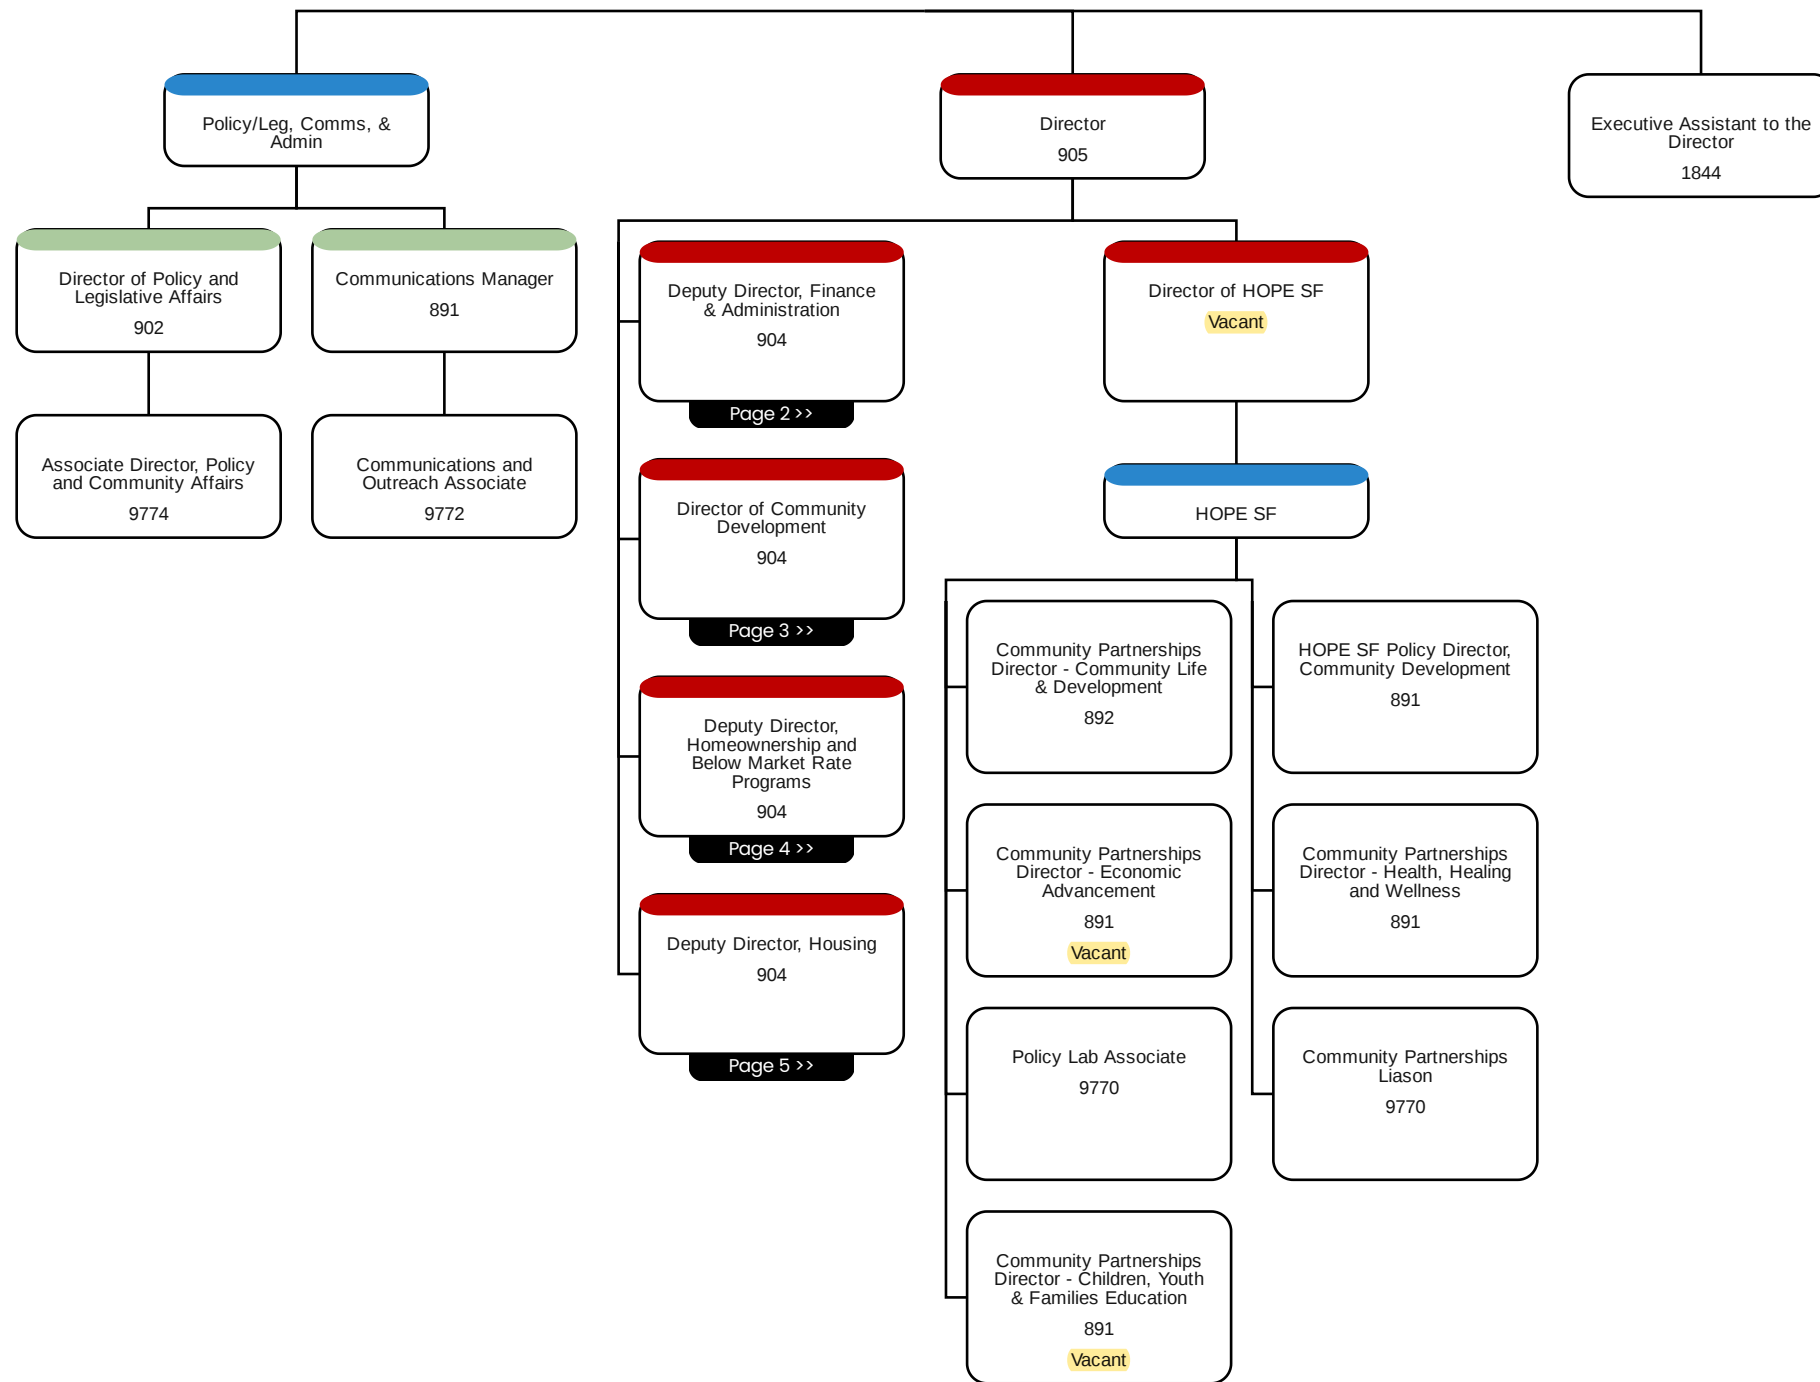 Policy/Leg, Comms, &
Admin
Director
905
Executive Assistant to the
Director
1844
Director of Policy and
Legislative Affairs
902
Communications Manager
891
Associate Director, Policy
and Community Affairs
9774
Communications and
Outreach Associate
9772
Deputy Director, Finance
& Administration
904
Page 2 >>
Director of Community
Development
904
Page 3 >>
Deputy Director,
Homeownership and
Below Market Rate
Programs
904
Page 4 >>
Deputy Director, Housing
904
Page 5 >>
Director of HOPE SF
Vacant
HOPE SF
Community Partnerships
Director - Community Life
& Development
892
HOPE SF Policy Director,
Community Development
891
Community Partnerships
Director - Economic
Advancement
891
Vacant
Community Partnerships
Director - Health, Healing
and Wellness
891
Policy Lab Associate
9770
Community Partnerships
Liason
9770
Community Partnerships
Director - Children, Youth
& Families Education
891
Vacant